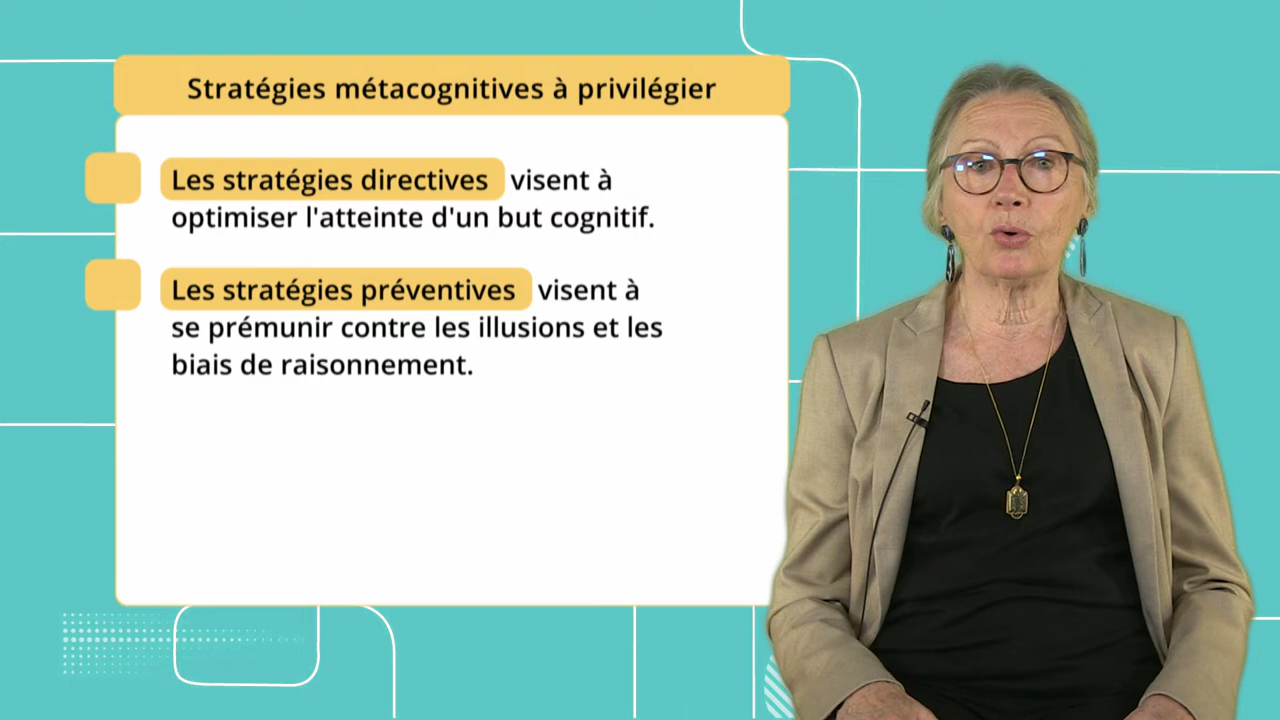 Stratégies métacognitives à privilégier
Les stratégies directives visent à
optimiser l'atteinte d'un but cognitif.
Les stratégies préventives visent à
se prémunir contre les illusions et les
biais de raisonnement.